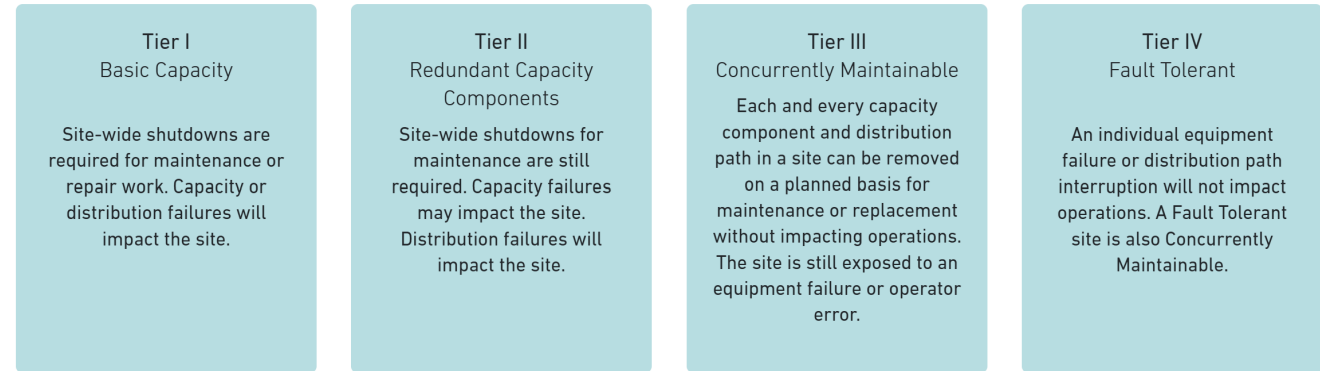 Tier I
Basic Capacity
Site-wide shutdowns are
required for maintenance or
repair work. Capacity or
distribution failures will
impact the site.
Tier II
Redundant Capacity
Components
Site-wide shutdowns for
maintenance are still
required. Capacity failures
may impact the site.
Distribution failures will
impact the site.
Tier III
Concurrently Maintainable
Each and every capacity
component and distribution
path in a site can be removed
on a planned basis for
maintenance or replacement
without impacting operations.
The site is still exposed to an
equipment failure or operator
error.
Tier IV
Fault Tolerant
An individual equipment
failure or distribution path
interruption will not impact
operations. A Fault Tolerant
site is also Concurrently
Maintainable.